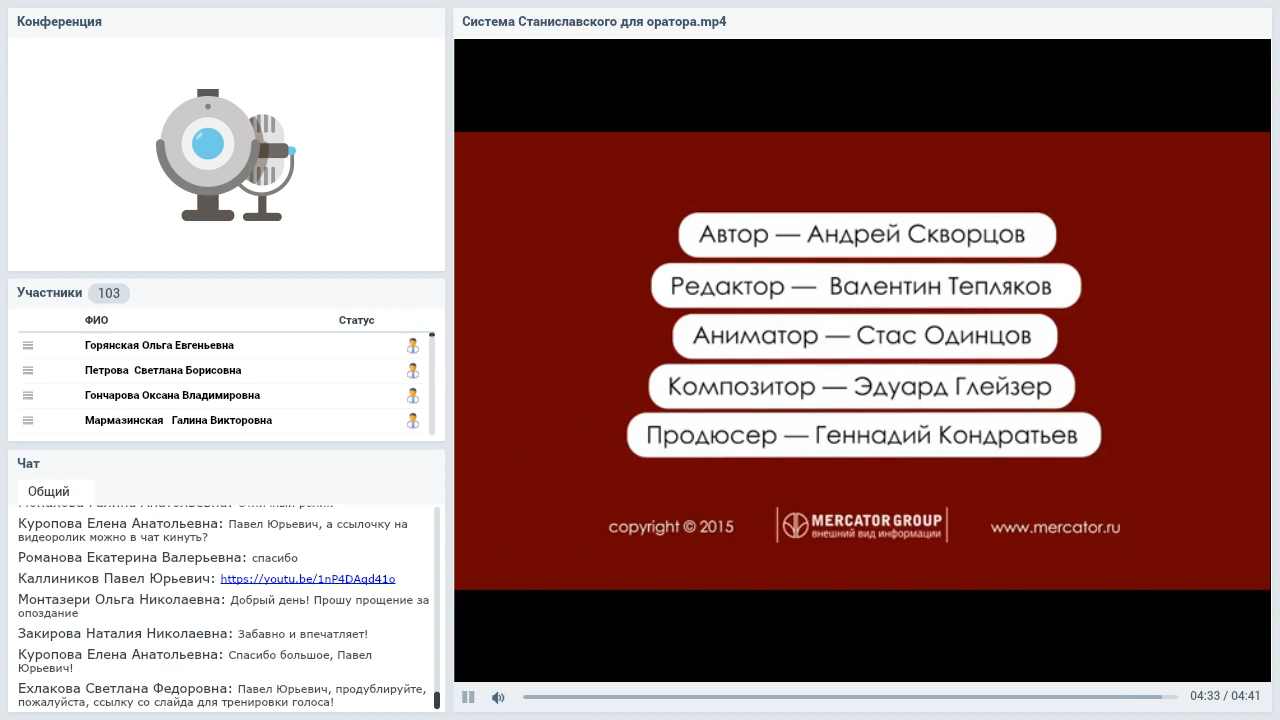 Конференция
Участники 103
ФИО Статус
Горянская Ольга Евгеньевна
Петрова Светлана Борисовна
Гончарова Оксана Владимировна
Мармазинская Галина Викторовна
Чат
Общий
Куропова Елена Анатольевна: Павел Юрьевич, а ссылочку на
видеоролик можно в чат кинуть?
Романова Екатерина Валерьевна: спасибо
Каллиников Павел Юрьевич: https://youtu.be/1nP4DAqd41o
Монтазери Ольга Николаевна: Добрый день! Прошу прощение за
опоздание
Закирова Наталия Николаевна: Забавно и впечатляет!
Куропова Елена Анатольевна: Спасибо большое, Павел
Юрьевич!
Ехлакова Светлана Федоровна: Павел Юрьевич, продублируйте,
пожалуйста, ссылку со слайда для тренировки голоса!
Система Станиславского для оратора.mp4
Автор — Андрей Скворцов
Редактор — Валентин Тепляков
Аниматор — Стас Одинцов
Композитор — Эдуард Глейзер
Продюсер — Геннадий Кондратьев
copyright © 2015
MERCATOR GROUP
внешний вид информации
www.mercator.ru
04:33 / 04:41